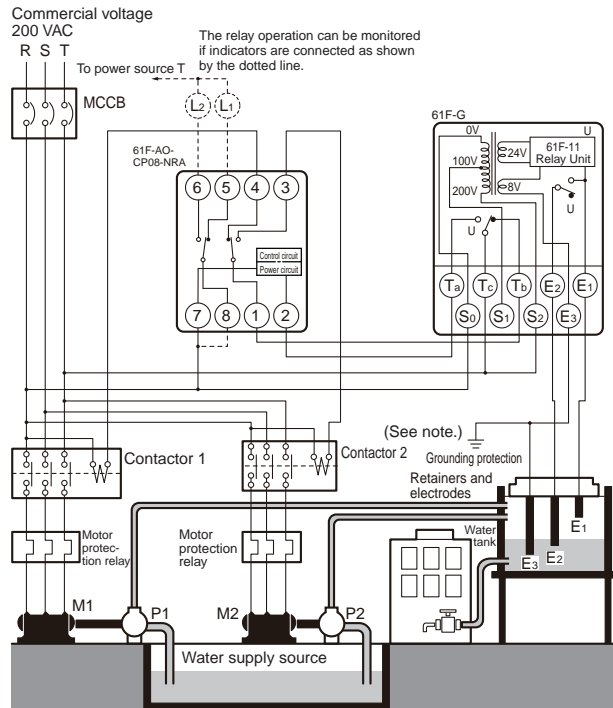 Commercial voltage
200 VAC
R S T
The relay operation can be monitored
if indicators are connected as shown
by the dotted line.
To power source T
MCCB
L2 L1
61F-AO-
CP08-NRA
6 5 4 3
Control circuit
Power circuit
7 8 1 2
61F-G
0V
U
100V
24V
61F-11
Relay Unit
200V
8V
U
U
Ta Tc Tb E2 E1
S0 S1 S2 E3
(See note.)
Grounding protection
Contactor 1
Contactor 2
Retainers and
electrodes
Motor
protec-
tion relay
Motor
protection
relay
Water
tank
E1
E3 E2
M1
P1
M2
P2
Water supply source